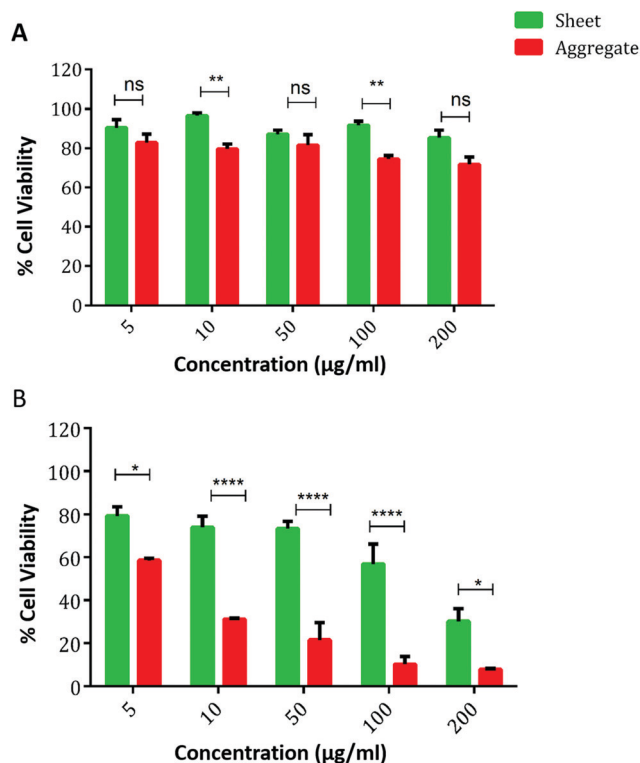 Sheet
Aggregate
A
120
100
80
60
40
20
0
% Cell Viability
ns
**
ns
**
ns
5
10
50
100
200
Concentration (µg/ml)
B
120
100
80
60
40
20
0
% Cell Viability
*
****
****
****
*
5
10
50
100
200
Concentration (µg/ml)